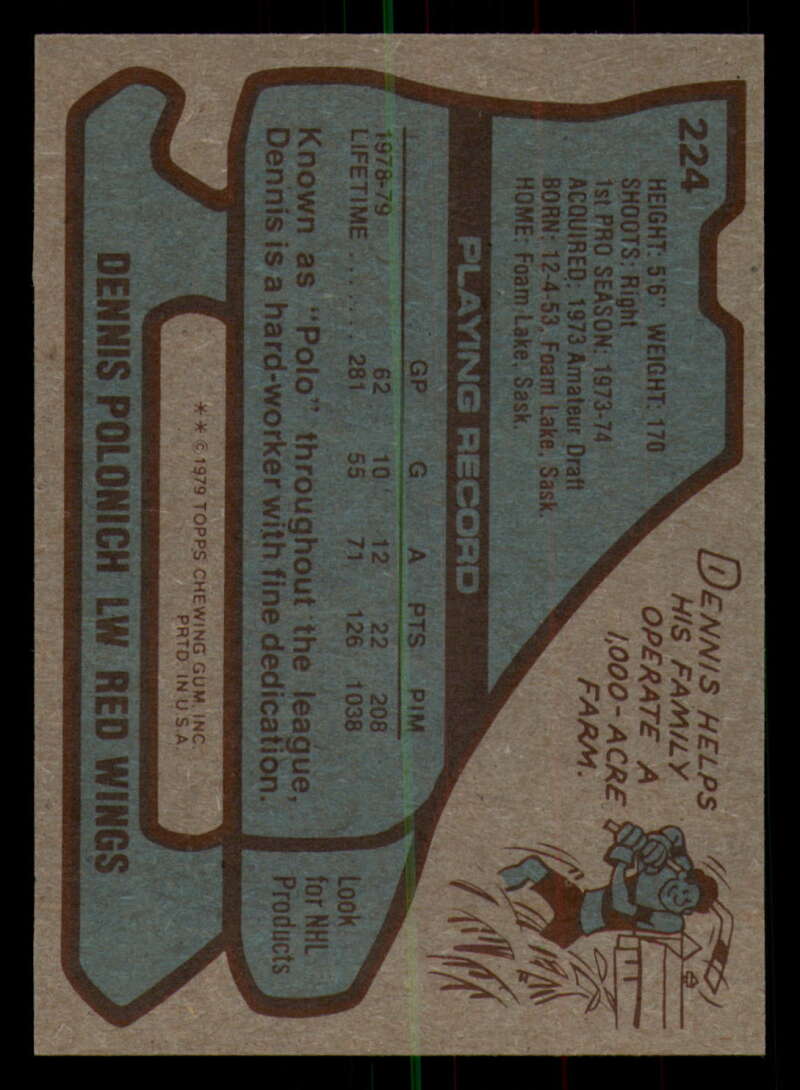 224
HEIGHT: 5'6" WEIGHT: 170
SHOOTS: Right
1st PRO SEASON: 1973-74
ACQUIRED: 1973 Amateur Draft
BORN: 12-4-53, Foam Lake, Sask.
HOME: Foam Lake, Sask.
DENNIS HELPS
HIS FAMILY
OPERATE A
1,000-ACRE
FARM.
PLAYING RECORD
GP G A PTS PIM
1978-79 62 10 12 22 208
LIFETIME ....... 281 55 71 126 1038
Known as "Polo" throughout the league,
Dennis is a hard-worker with fine dedication.
Look
for NHL
Products
* * © 1979 TOPPS CHEWING GUM, INC.
PRTD. IN U.S.A.
DENNIS POLONICH LW RED WINGS